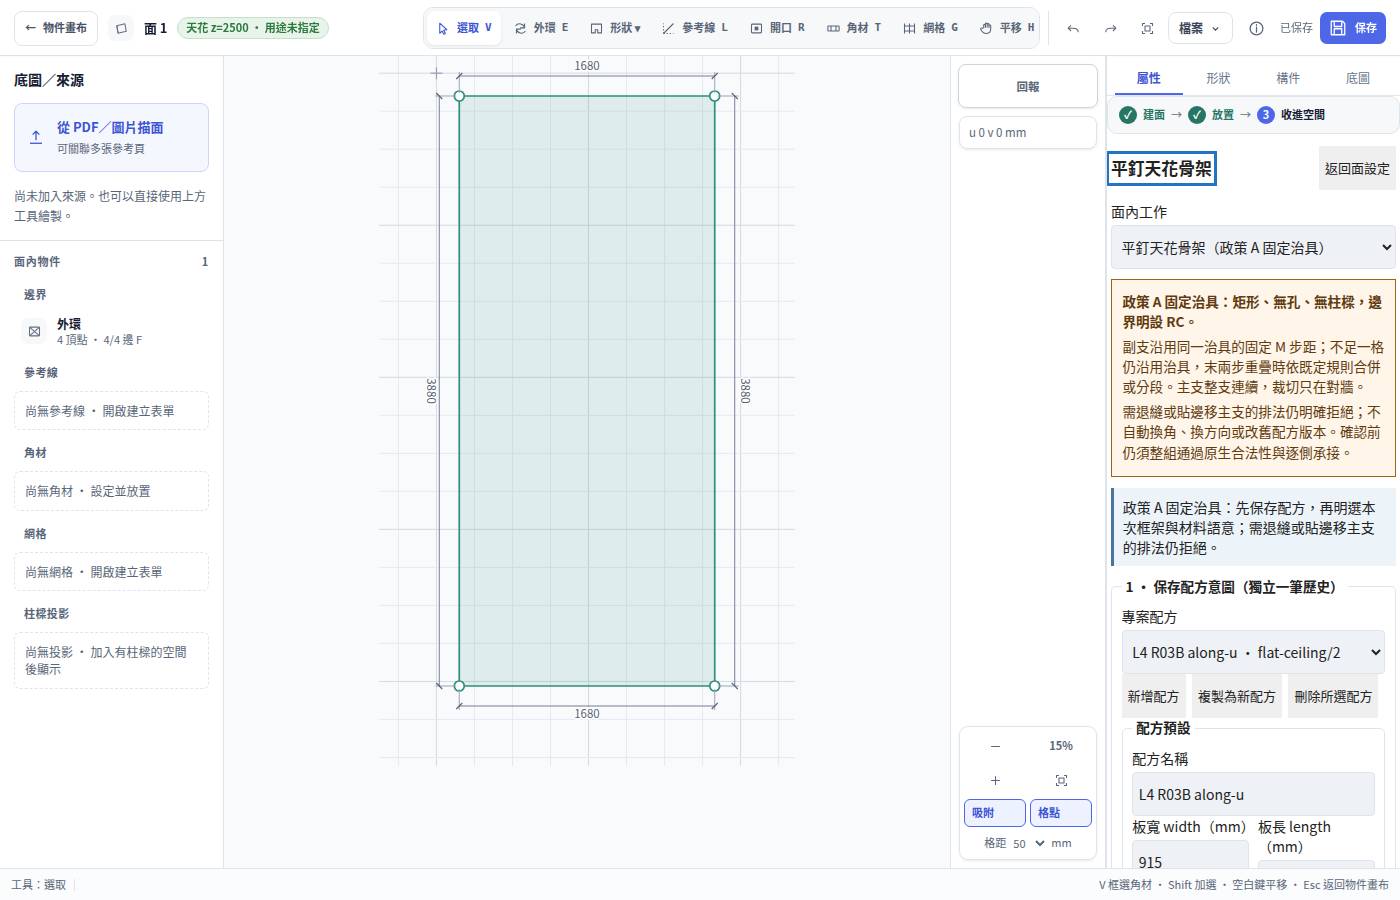 ← 物件畫布
面 1
天花 z=2500 · 用途未指定
選取 V
外環 E
形狀▾
參考線 L
開口 R
角材 T
網格 G
平移 H
檔案
已保存
保存
底圖／來源
從 PDF／圖片描面
可關聯多張參考頁
尚未加入來源。也可以直接使用上方
工具繪製。
面內物件
1
邊界
外環
4 頂點 · 4/4 邊 F
參考線
尚無參考線 · 開啟建立表單
角材
尚無角材 · 設定並放置
網格
尚無網格 · 開啟建立表單
柱樑投影
尚無投影 · 加入有柱樑的空間
後顯示
1680
3880
3880
1680
回報
u 0 v 0 mm
15%
吸附
格點
格距 50 mm
屬性
形狀
構件
底圖
✓ 建面 → ✓ 放置 → 3 收進空間
平釘天花骨架
返回面設定
面內工作
平釘天花骨架（政策 A 固定治具）
政策 A 固定治具：矩形、無孔、無柱樑，邊
界明設 RC。
副支沿用同一治具的固定 M 步距；不足一格
仍沿用治具，末兩步重疊時依既定規則合併
或分段。主支整支連續，裁切只在對牆。
需退縫或貼邊移主支的排法仍明確拒絕；不
自動換角、換方向或改舊配方版本。確認前
仍須整組通過原生合法性與逐側承接。
政策 A 固定治具：先保存配方，再明選本
次框架與材料語意；需退縫或貼邊移主支
的排法仍拒絕。
1 · 保存配方意圖（獨立一筆歷史）
專案配方
L4 R03B along-u · flat-ceiling/2
新增配方
複製為新配方
刪除所選配方
配方預設
配方名稱
L4 R03B along-u
板寬 width（mm）
板長 length
（mm）
915
工具：選取
V 框選角材 · Shift 加選 · 空白鍵平移 · Esc 返回物件畫布